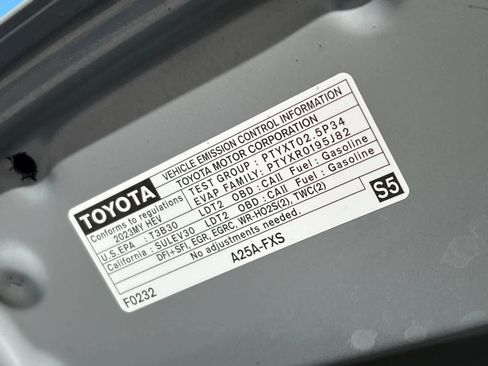 TOYOTA
VEHICLE EMISSION CONTROL INFORMATION
TOYOTA MOTOR CORPORATION
TEST GROUP : PTYXT02.5P34
EVAP FAMILY: PTYXR0195JB2
Conforms to regulations
2023MY HEV
U.S.EPA : T3B30 LDT2 OBD:CAII Fuel:Gasoline
California : SULEV30 LDT2 OBD:CAII Fuel:Gasoline
DFI+SFI, EGR, EGRC, WR-HO2S(2), TWC(2)
No adjustments needed.
S5
F0232
A25A-FXS